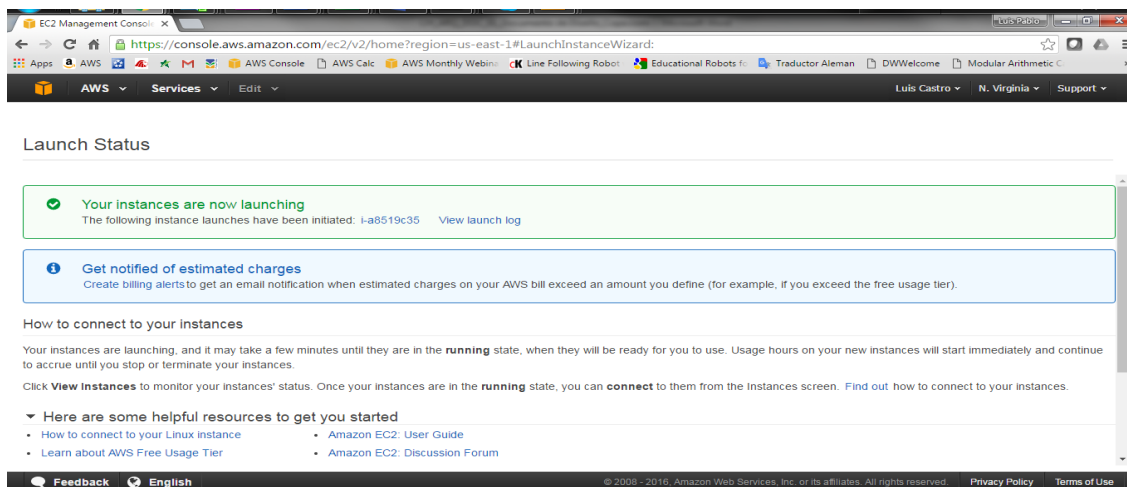 EC2 Management Console
Luis Pablo
https://console.aws.amazon.com/ec2/v2/home?region=us-east-1#LaunchInstanceWizard:
Apps AWS AWS Console AWS Calc AWS Monthly Webina Line Following Robot Educational Robots fo Traductor Aleman DWWelcome Modular Arithmetic C
AWS Services Edit Luis Castro N. Virginia Support
Launch Status
Your instances are now launching
The following instance launches have been initiated: i-a8519c35 View launch log
Get notified of estimated charges
Create billing alerts to get an email notification when estimated charges on your AWS bill exceed an amount you define (for example, if you exceed the free usage tier).
How to connect to your instances
Your instances are launching, and it may take a few minutes until they are in the running state, when they will be ready for you to use. Usage hours on your new instances will start immediately and continue
to accrue until you stop or terminate your instances.
Click View Instances to monitor your instances' status. Once your instances are in the running state, you can connect to them from the Instances screen. Find out how to connect to your instances.
Here are some helpful resources to get you started
• How to connect to your Linux instance • Amazon EC2: User Guide
• Learn about AWS Free Usage Tier • Amazon EC2: Discussion Forum
Feedback English © 2008 - 2016, Amazon Web Services, Inc. or its affiliates. All rights reserved. Privacy Policy Terms of Use